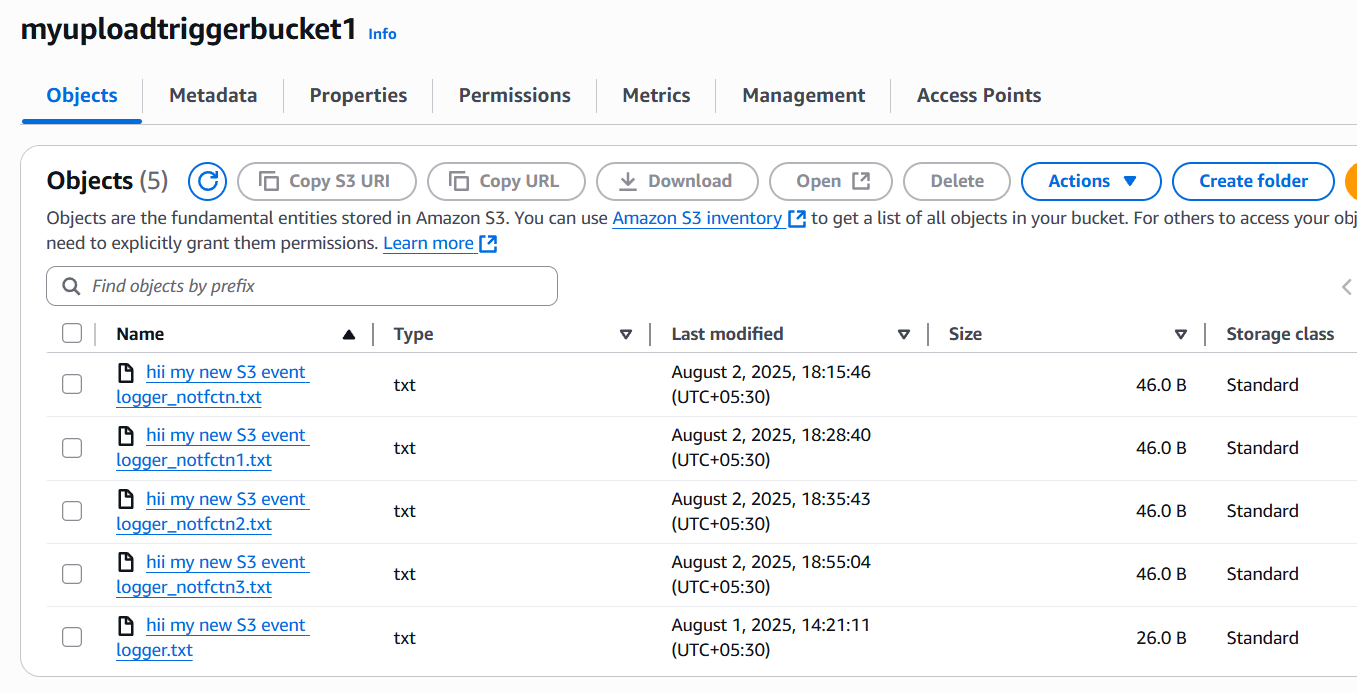 myuploadtriggerbucket1 Info
Objects Metadata Properties Permissions Metrics Management Access Points
Objects (5) Copy S3 URI Copy URL Download Open Delete Actions Create folder
Objects are the fundamental entities stored in Amazon S3. You can use Amazon S3 inventory to get a list of all objects in your bucket. For others to access your obj
need to explicitly grant them permissions. Learn more
Find objects by prefix
Name Type Last modified Size Storage class
hii my new S3 event
logger_notfctn.txt
txt
August 2, 2025, 18:15:46
(UTC+05:30)
46.0 B
Standard
hii my new S3 event
logger_notfctn1.txt
txt
August 2, 2025, 18:28:40
(UTC+05:30)
46.0 B
Standard
hii my new S3 event
logger_notfctn2.txt
txt
August 2, 2025, 18:35:43
(UTC+05:30)
46.0 B
Standard
hii my new S3 event
logger_notfctn3.txt
txt
August 2, 2025, 18:55:04
(UTC+05:30)
46.0 B
Standard
hii my new S3 event
logger.txt
txt
August 1, 2025, 14:21:11
(UTC+05:30)
26.0 B
Standard